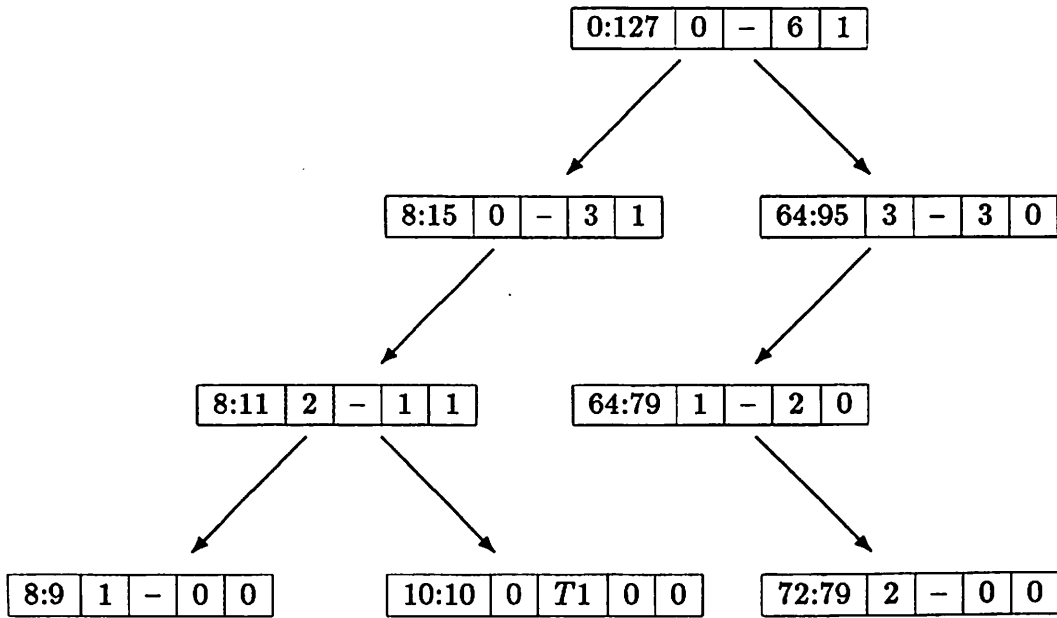 0:127 0 – 6 1
8:15 0 – 3 1 64:95 3 – 3 0
8:11 2 – 1 1 64:79 1 – 2 0
8:9 1 – 0 0 10:10 0 T1 0 0 72:79 2 – 0 0